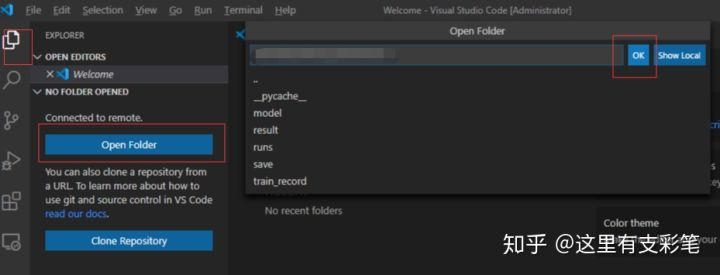 File Edit Selection View Go Run Terminal Help
Welcome - Visual Studio Code [Administrator]
EXPLORER
OPEN EDITORS
Welcome
NO FOLDER OPENED
Connected to remote.
Open Folder
You can also clone a repository from
a URL. To learn more about how to
use git and source control in VS Code
read our docs.
Clone Repository
Open Folder
OK
Show Local
..
__pycache__
model
result
runs
save
train_record
No recent folders
Color theme
知乎 @这里有支彩笔